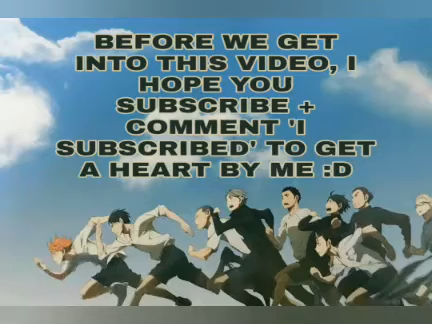 BEFORE WE GET
INTO THIS VIDEO, I
HOPE YOU
SUBSCRIBE +
COMMENT 'I
SUBSCRIBED' TO GET
A HEART BY ME :D